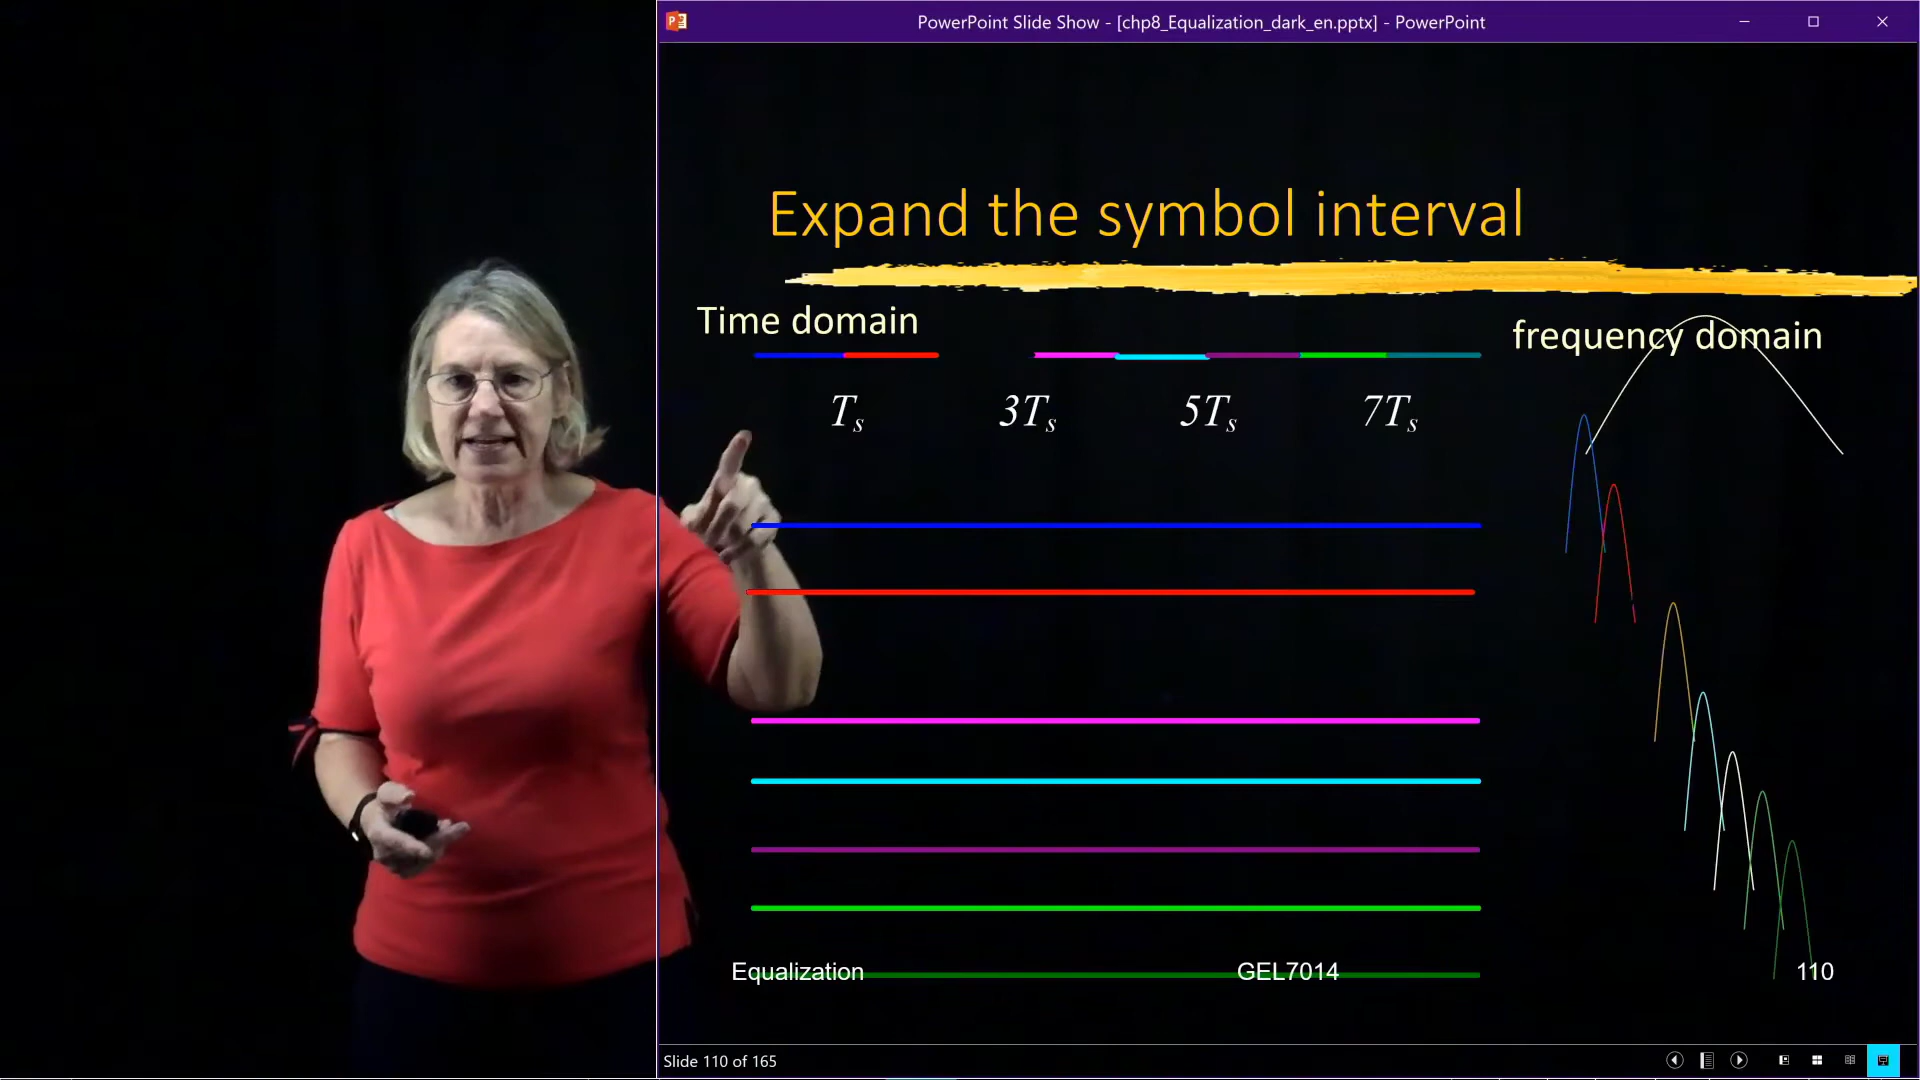 PowerPoint Slide Show - [chp8_Equalization_dark_en.pptx] - PowerPoint
Expand the symbol interval
Time domain
frequency domain
Ts 3Ts 5Ts 7Ts
Equalization GEL7014 110
Slide 110 of 165